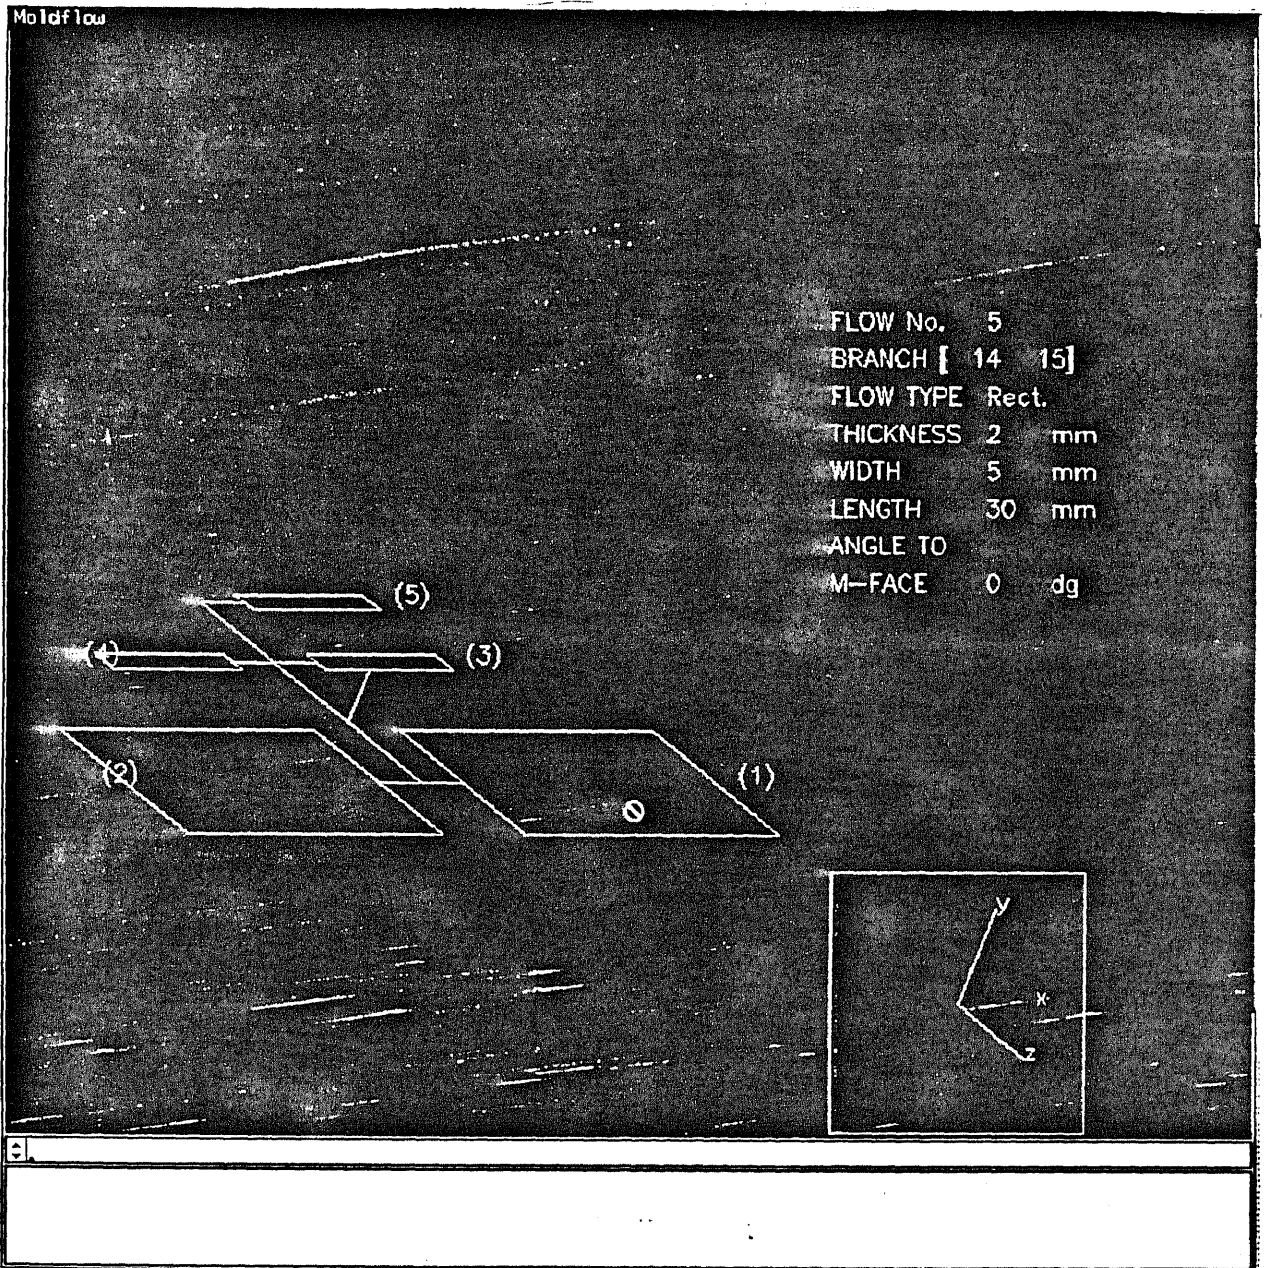 Moldflow
FLOW No. 5
BRANCH [ 14 15]
FLOW TYPE Rect.
THICKNESS 2 mm
WIDTH 5 mm
LENGTH 30 mm
ANGLE TO
M-FACE 0 dg
(5)
(4)
(3)
(2)
(1)
y
x
z